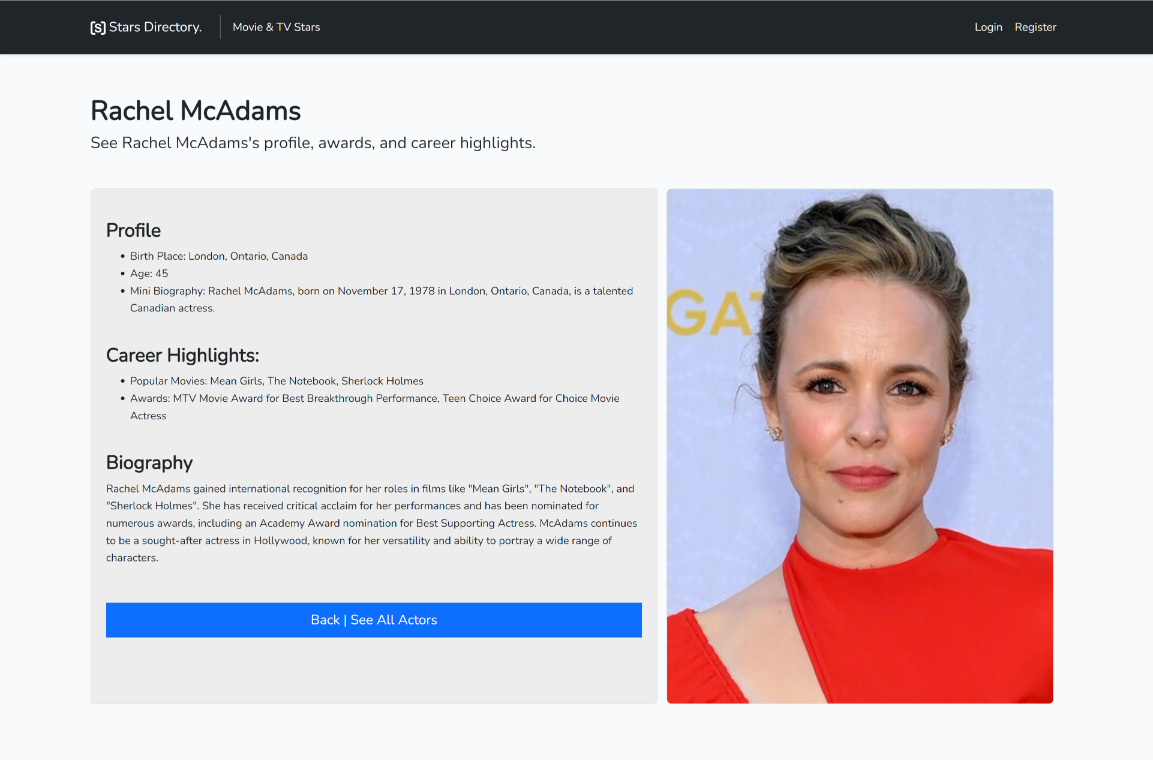 [S] Stars Directory.
Movie & TV Stars
Login
Register
Rachel McAdams
See Rachel McAdams's profile, awards, and career highlights.
Profile
• Birth Place: London, Ontario, Canada
• Age: 45
• Mini Biography: Rachel McAdams, born on November 17, 1978 in London, Ontario, Canada, is a talented
Canadian actress.
Career Highlights:
• Popular Movies: Mean Girls, The Notebook, Sherlock Holmes
• Awards: MTV Movie Award for Best Breakthrough Performance, Teen Choice Award for Choice Movie
Actress
Biography
Rachel McAdams gained international recognition for her roles in films like "Mean Girls", "The Notebook", and
"Sherlock Holmes". She has received critical acclaim for her performances and has been nominated for
numerous awards, including an Academy Award nomination for Best Supporting Actress. McAdams continues
to be a sought-after actress in Hollywood, known for her versatility and ability to portray a wide range of
characters.
Back | See All Actors
GAT